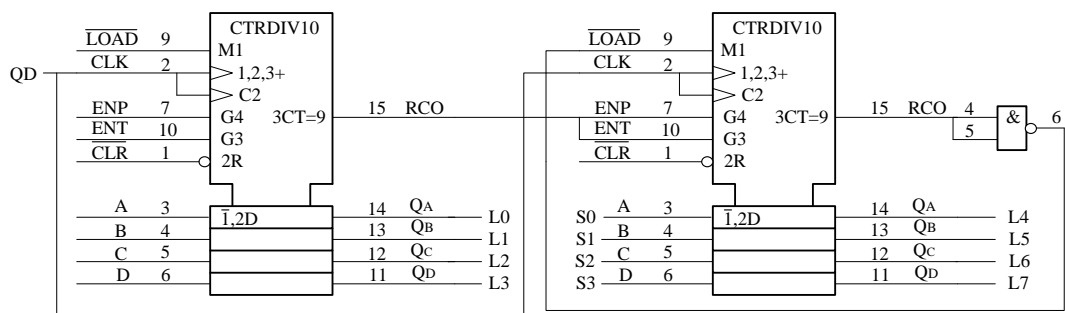 CTRDIV10
LOAD 9 M1
QD CLK 2 1,2,3+
C2
ENP 7 G4 3CT=9 15 RCO
ENT 10 G3
CLR 1 2R
A 3 1,2D 14 QA L0
B 4 13 QB L1
C 5 12 QC L2
D 6 11 QD L3
CTRDIV10
LOAD 9 M1
CLK 2 1,2,3+
C2
ENP 7 G4 3CT=9 15 RCO 4 & 6
ENT 10 G3 5
CLR 1 2R
S0 A 3 1,2D 14 QA L4
S1 B 4 13 QB L5
S2 C 5 12 QC L6
S3 D 6 11 QD L7